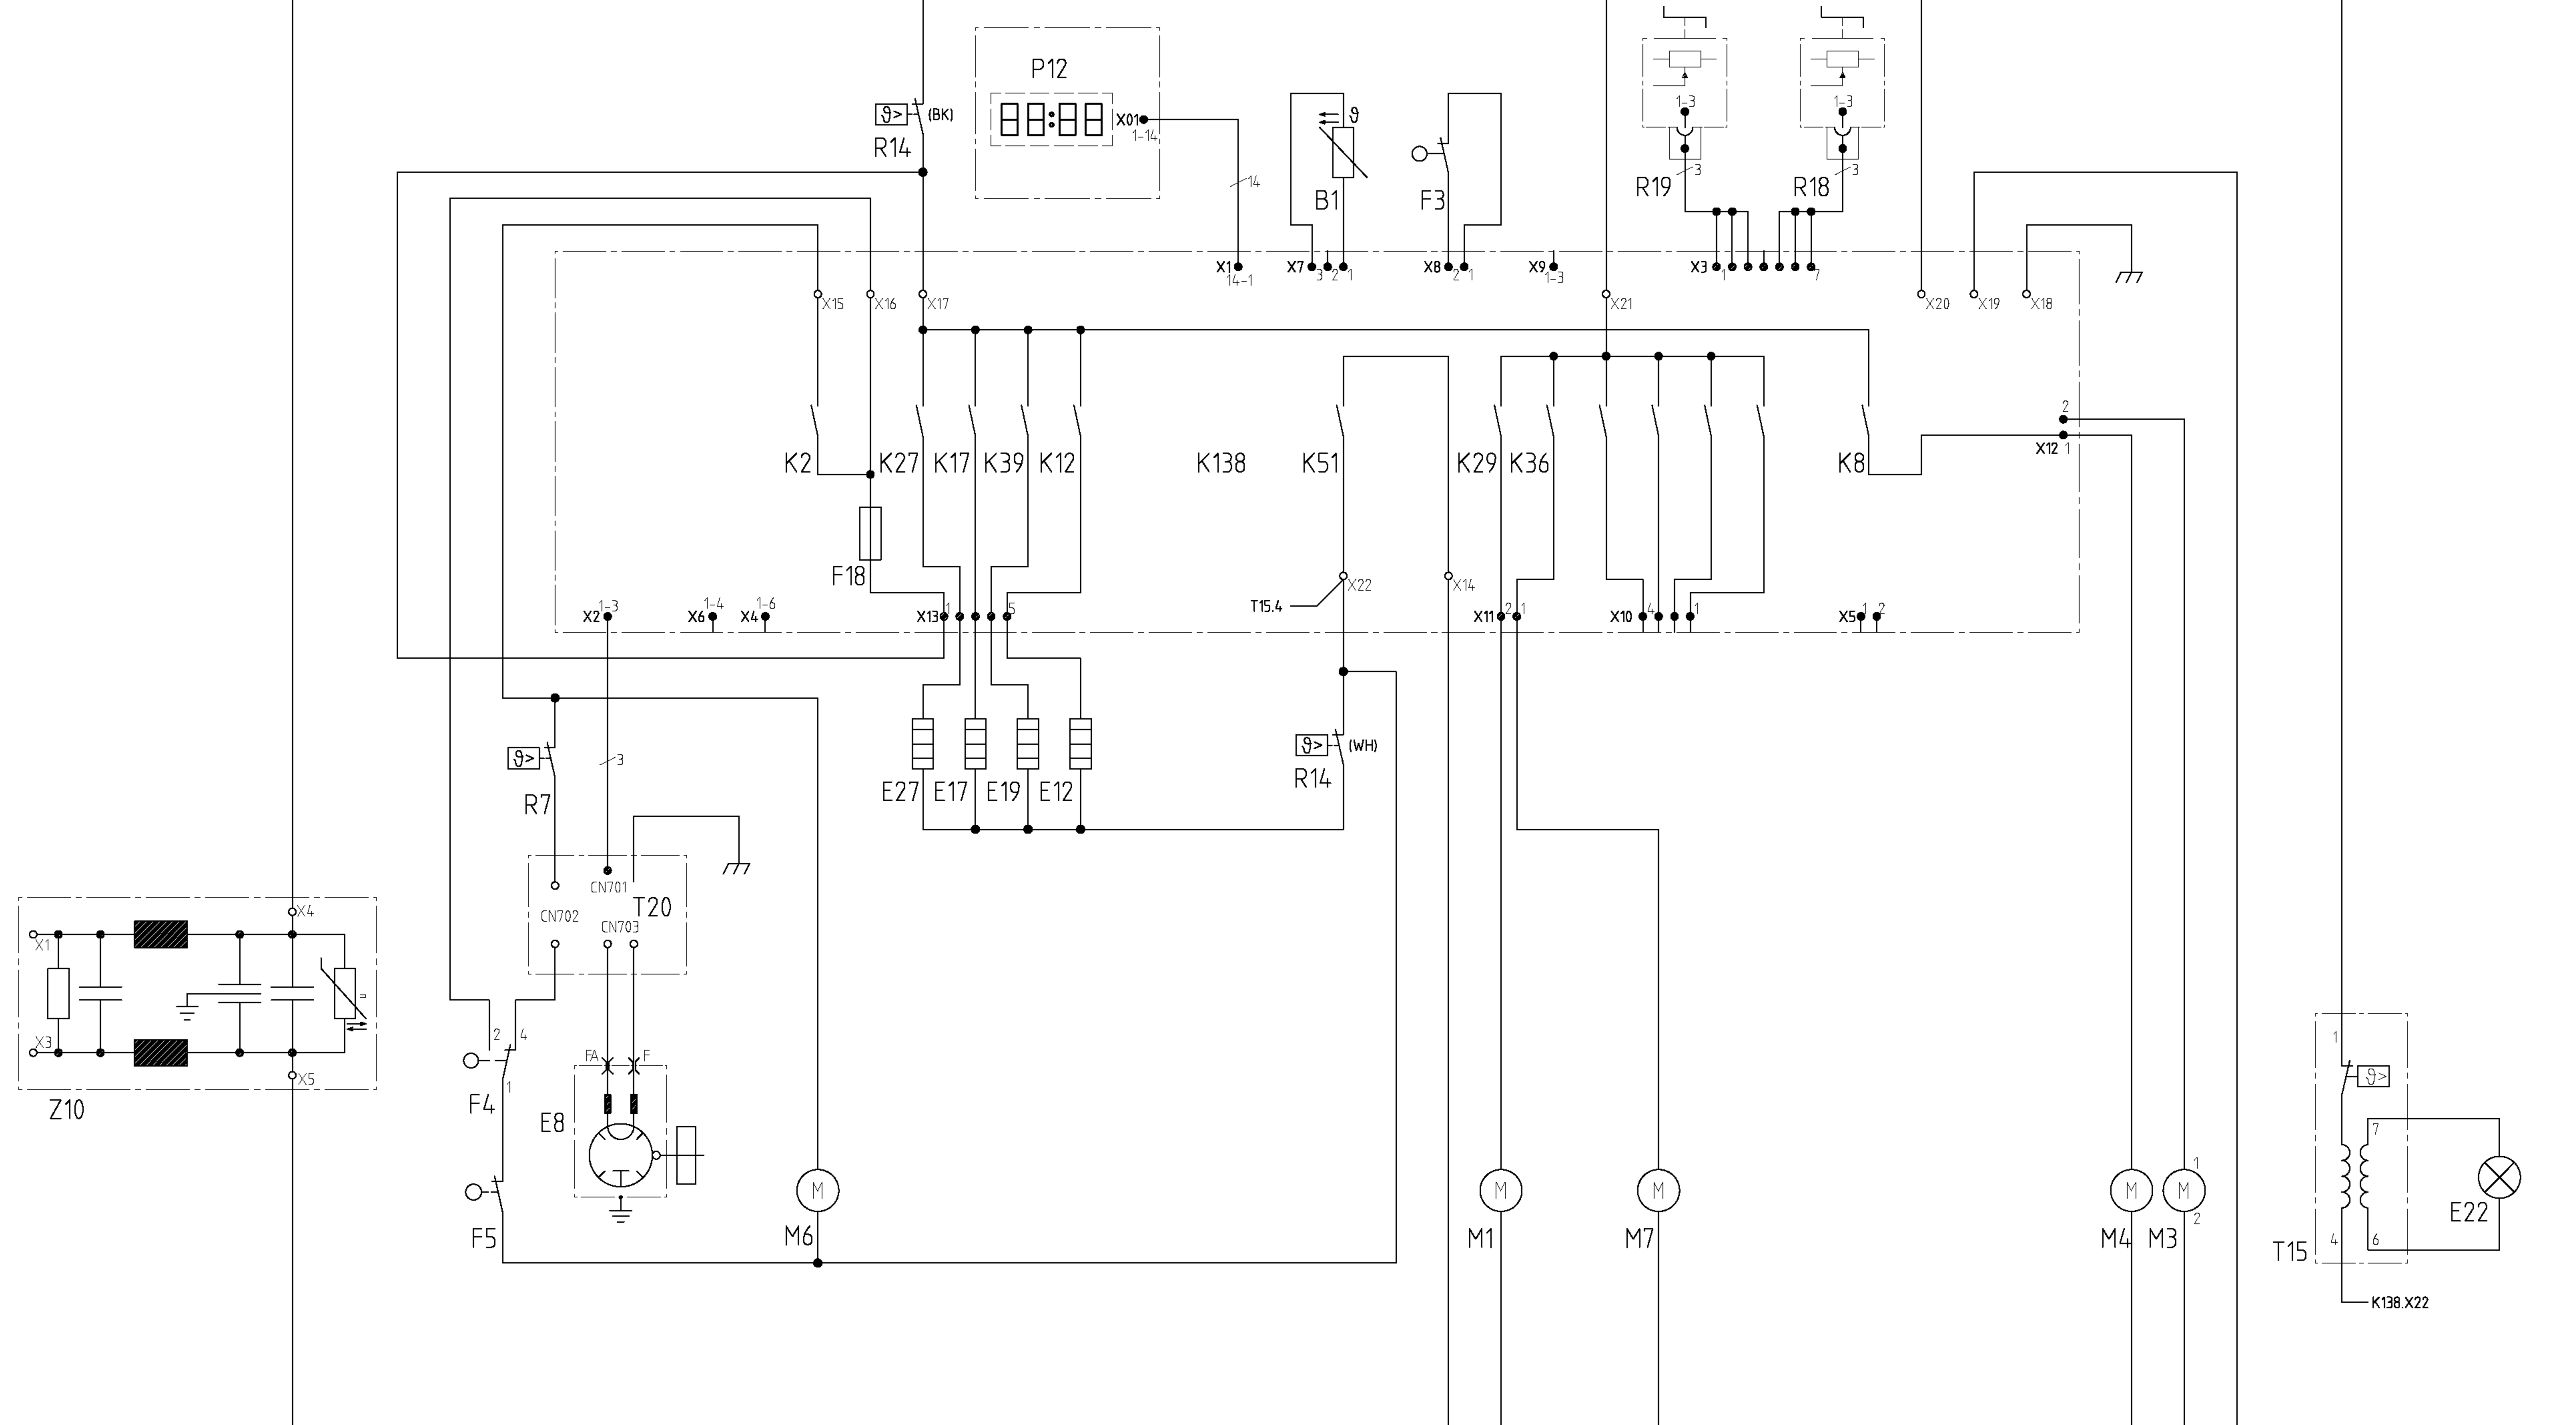 P12
X01
1-14
ϑ>
(BK)
R14
14
ϑ
B1
F3
1-3
3
R19
1-3
3
R18
X1
14-1
X7
3 2 1
X8
2 1
X9
1-3
X3
1 7
X15
X16
X17
X21
X20
X19
X18
K2
K27
K17
K39
K12
K138
K51
K29
K36
K8
2
X12 1
F18
X22
X14
T15.4
X2
1-3
X6
1-4
X4
1-6
X13
1 5
X11
2 1
X10
4 1
X5
1 2
ϑ>
R7
3
ϑ>
(WH)
R14
E27
E17
E19
E12
CN701
CN702
T20
CN703
X4
X1
X3
X5
Z10
2 4
1
F4
FA F
E8
F5
M
M6
M
M1
M
M7
M
M4
M
1
2
M3
1
ϑ>
7
4 6
T15
E22
K138.X22